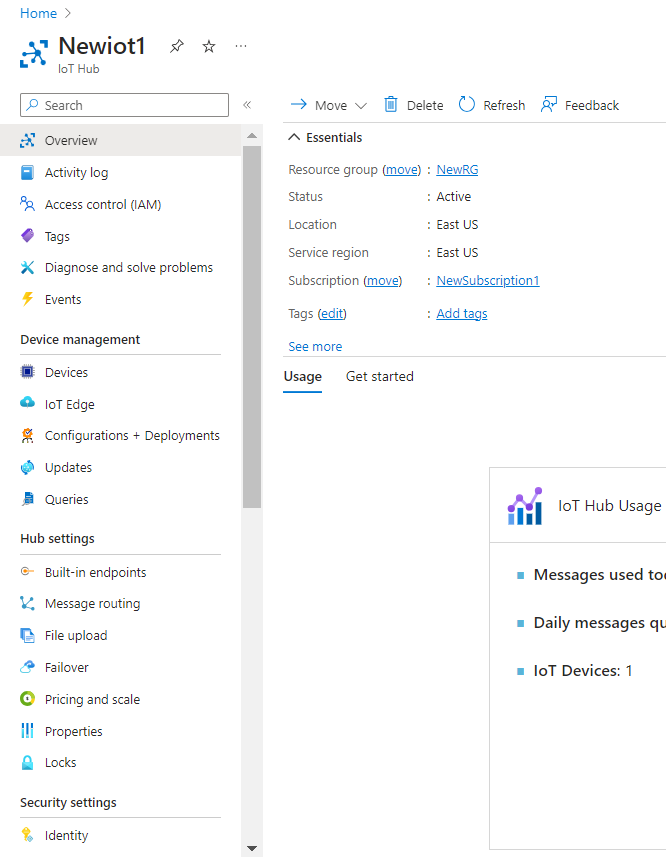 Home
Newiot1
IoT Hub
Search
Overview
Activity log
Access control (IAM)
Tags
Diagnose and solve problems
Events
Device management
Devices
IoT Edge
Configurations + Deployments
Updates
Queries
Hub settings
Built-in endpoints
Message routing
File upload
Failover
Pricing and scale
Properties
Locks
Security settings
Identity
Move Delete Refresh Feedback
Essentials
Resource group (move) : NewRG
Status : Active
Location : East US
Service region : East US
Subscription (move) : NewSubscription1
Tags (edit) : Add tags
See more
Usage Get started
IoT Hub Usage
Messages used
Daily messages
IoT Devices: 1